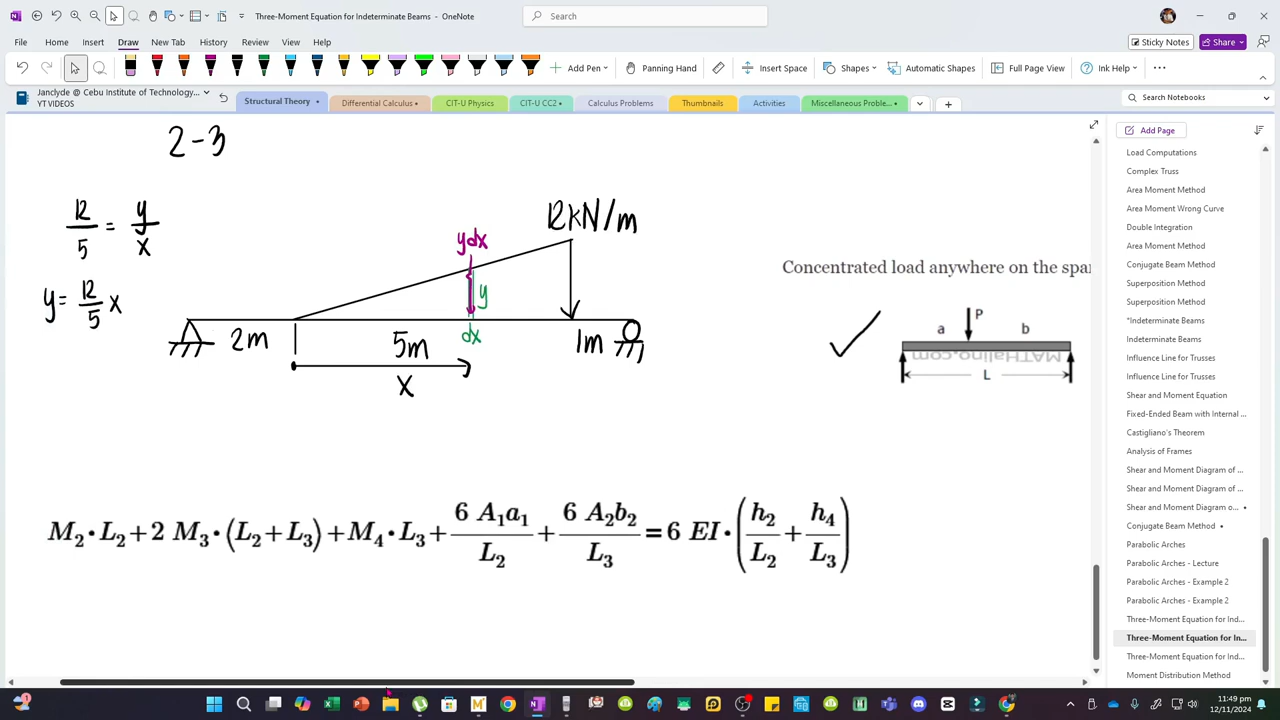 Three-Moment Equation for Indeterminate Beams - OneNote
Search
File Home Insert Draw New Tab History Review View Help
Sticky Notes Share
Add Pen Panning Hand Insert Space Shapes Automatic Shapes Full Page View Ink Help
Janclyde @ Cebu Institute of Technology...
YT VIDEOS
Structural Theory Differential Calculus CIT-U Physics CIT-U CC2 Calculus Problems Thumbnails Activities Miscellaneous Proble...
Search Notebooks
Add Page
Load Computations
Complex Truss
Area Moment Method
Area Moment Wrong Curve
Double Integration
Area Moment Method
Conjugate Beam Method
Superposition Method
Superposition Method
*Indeterminate Beams
Indeterminate Beams
Influence Line for Trusses
Influence Line for Trusses
Shear and Moment Equation
Fixed-Ended Beam with Internal ...
Castigliano's Theorem
Analysis of Frames
Shear and Moment Diagram of ...
Shear and Moment Diagram of ...
Shear and Moment Diagram o...
Conjugate Beam Method
Parabolic Arches
Parabolic Arches - Lecture
Parabolic Arches - Example 2
Parabolic Arches - Example 2
Three-Moment Equation for Ind...
Three-Moment Equation for In...
Three-Moment Equation for Ind...
Moment Distribution Method
2-3
12/5 = y/x
y = 12/5 x
12kN/m
ydx
y
dx
2m 5m 1m
x
Concentrated load anywhere on the spa
P
a b
MATHalino.com
L
M₂•L₂+2 M₃•(L₂+L₃)+M₄•L₃+ 6 A₁a₁/L₂ + 6 A₂b₂/L₃ = 6 EI•(h₂/L₂ + h₄/L₃)
11:49 pm
12/11/2024